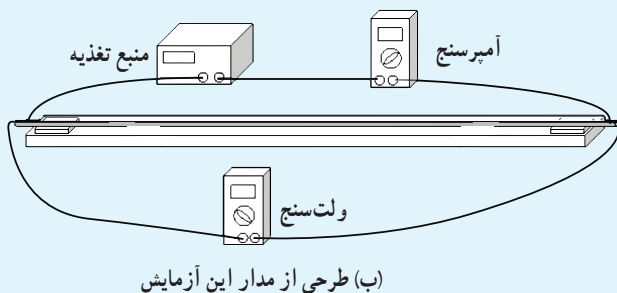 آمپرسنج
منبع تغذیه
ولت‌سنج
(ب) طرحی از مدار این آزمایش